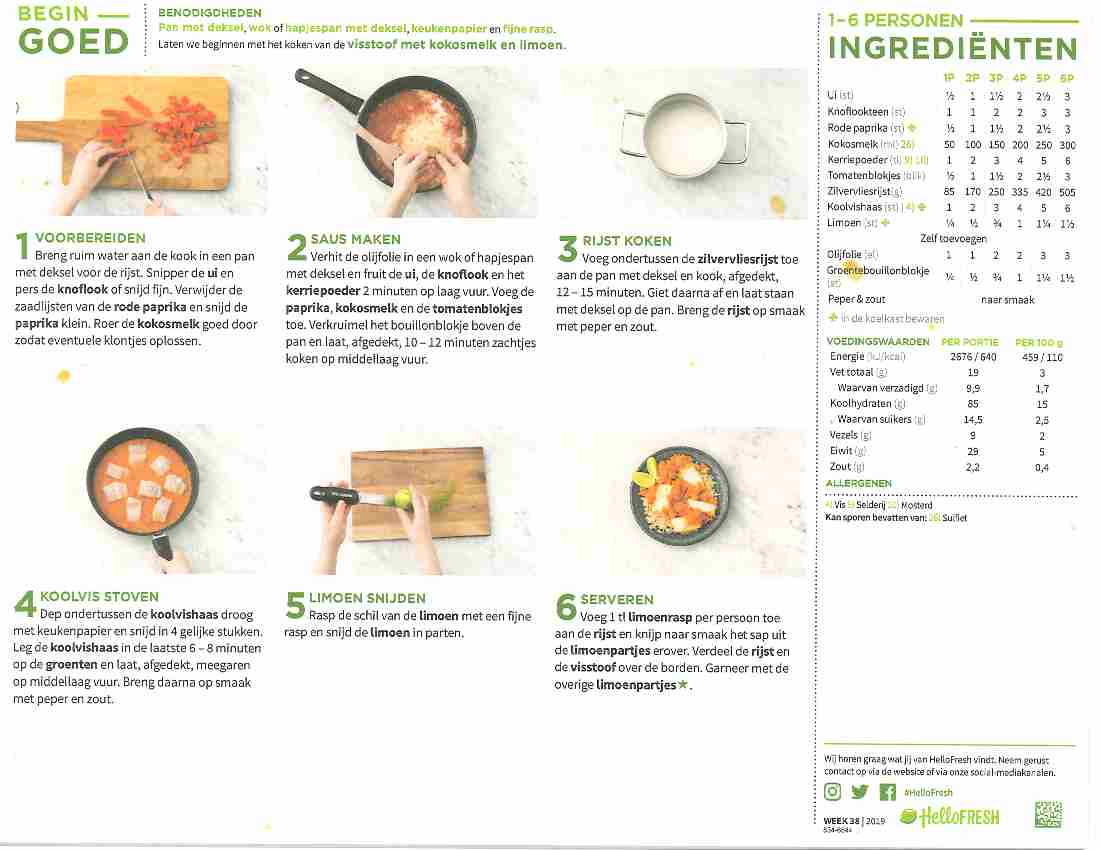 BEGIN
GOED
BENODIGDHEDEN
Pan met deksel, wok of hapjespan met deksel, keukenpapier en fijne rasp.
Laten we beginnen met het koken van de visstoof met kokosmelk en limoen.
1 VOORBEREIDEN
Breng ruim water aan de kook in een pan
met deksel voor de rijst. Snipper de ui en
pers de knoflook of snijd fijn. Verwijder de
zaadlijsten van de rode paprika en snijd de
paprika klein. Roer de kokosmelk goed door
zodat eventuele klontjes oplossen.
2 SAUS MAKEN
Verhit de olijfolie in een wok of hapjespan
met deksel en fruit de ui, de knoflook en het
kerriepoeder 2 minuten op laag vuur. Voeg de
paprika, kokosmelk en de tomatenblokjes
toe. Verkruimel het bouillonblokje boven de
pan en laat, afgedekt, 10 – 12 minuten zachtjes
koken op middellaag vuur.
3 RIJST KOKEN
Voeg ondertussen de zilvervliesrijst toe
aan de pan met deksel en kook, afgedekt,
12 – 15 minuten. Giet daarna af en laat staan
met deksel op de pan. Breng de rijst op smaak
met peper en zout.
4 KOOLVIS STOVEN
Dep ondertussen de koolvishaas droog
met keukenpapier en snijd in 4 gelijke stukken.
Leg de koolvishaas in de laatste 6 – 8 minuten
op de groenten en laat, afgedekt, meegaren
op middellaag vuur. Breng daarna op smaak
met peper en zout.
5 LIMOEN SNIJDEN
Rasp de schil van de limoen met een fijne
rasp en snijd de limoen in parten.
6 SERVEREN
Voeg 1 tl limoenrasp per persoon toe
aan de rijst en knijp naar smaak het sap uit
de limoenpartjes erover. Verdeel de rijst en
de visstoof over de borden. Garneer met de
overige limoenpartjes★.
1-6 PERSONEN
INGREDIËNTEN
1P 2P 3P 4P 5P 6P
Ui (st) ½ 1 1½ 2 2½ 3
Knoflookteen (st) 1 1 2 2 3 3
Rode paprika (st) ½ 1 1½ 2 2½ 3
Kokosmelk (ml) 26) 50 100 150 200 250 300
Kerriepoeder (tl) 9) 10) 1 2 3 4 5 6
Tomatenblokjes (blik) ½ 1 1½ 2 2½ 3
Zilvervliesrijst (g) 85 170 250 335 420 505
Koolvishaas (st) 4) 1 2 3 4 5 6
Limoen (st) ¼ ½ ¾ 1 1¼ 1½
Zelf toevoegen
Olijfolie (el) 1 1 2 2 3 3
Groentebouillonblokje
(st) ¼ ½ ¾ 1 1¼ 1½
Peper & zout naar smaak
in de koelkast bewaren
VOEDINGSWAARDEN PER PORTIE PER 100 g
Energie (kJ/kcal) 2676 / 640 459 / 110
Vet totaal (g) 19 3
Waarvan verzadigd (g) 9,9 1,7
Koolhydraten (g) 85 15
Waarvan suikers (g) 14,5 2,5
Vezels (g) 9 2
Eiwit (g) 29 5
Zout (g) 2,2 0,4
ALLERGENEN
4) Vis 9) Selderij 10) Mosterd
Kan sporen bevatten van: 26) Sulfiet
Wij horen graag wat jij van HelloFresh vindt. Neem gerust
contact op via de website of via onze social-mediakanalen.
#HelloFresh
WEEK 38 | 2019
HelloFRESH